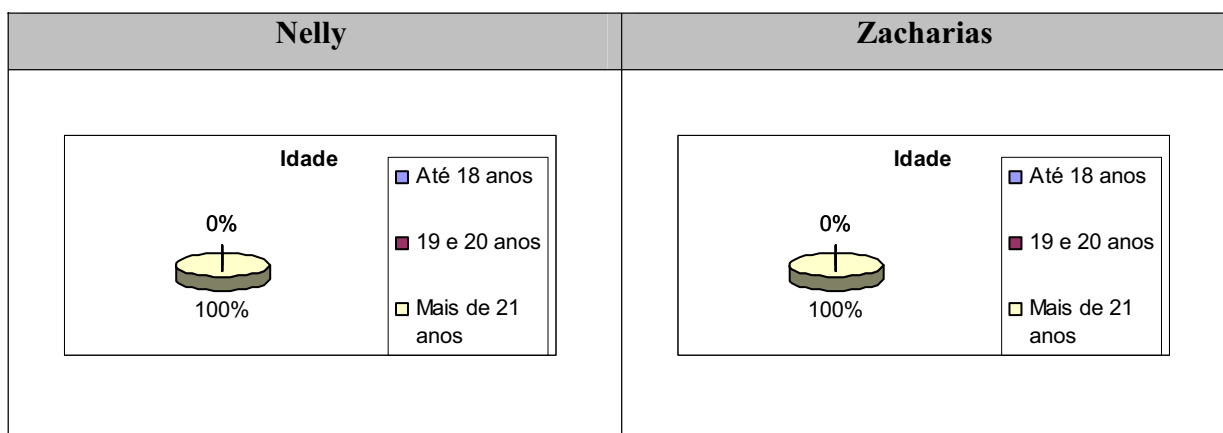 Nelly
Zacharias
Idade
Até 18 anos
0%
19 e 20 anos
100%
Mais de 21
anos
Idade
Até 18 anos
0%
19 e 20 anos
100%
Mais de 21
anos